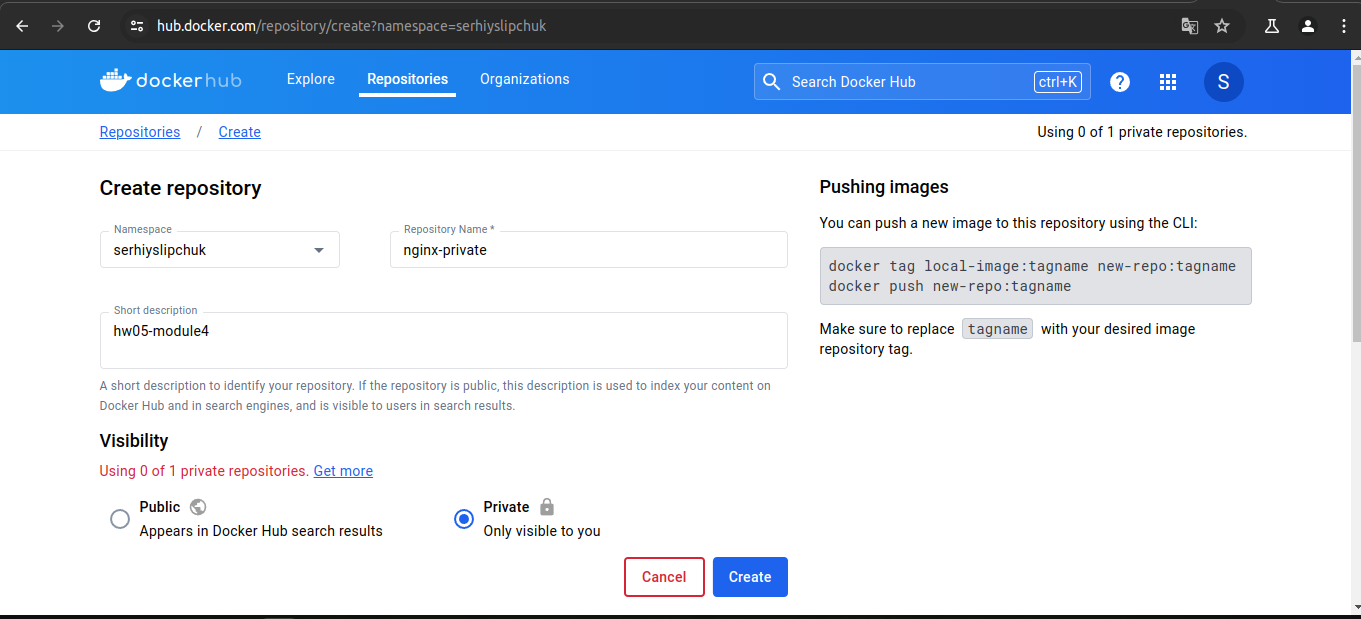 hub.docker.com/repository/create?namespace=serhiyslipchuk
dockerhub
Explore
Repositories
Organizations
Search Docker Hub
ctrl+K
?
S
Repositories / Create
Using 0 of 1 private repositories.
Create repository
Namespace
serhiyslipchuk
Repository Name *
nginx-private
Short description
hw05-module4
A short description to identify your repository. If the repository is public, this description is used to index your content on
Docker Hub and in search engines, and is visible to users in search results.
Visibility
Using 0 of 1 private repositories. Get more
Public
Appears in Docker Hub search results
Private
Only visible to you
Cancel
Create
Pushing images
You can push a new image to this repository using the CLI:
docker tag local-image:tagname new-repo:tagname
docker push new-repo:tagname
Make sure to replace tagname with your desired image
repository tag.